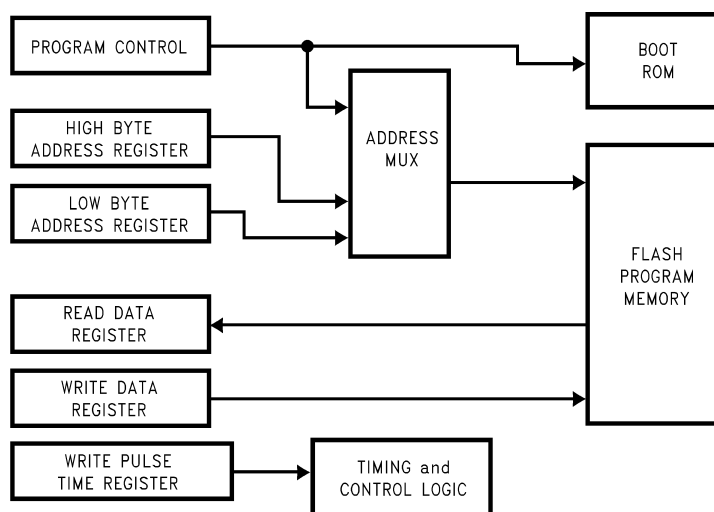 PROGRAM CONTROL
BOOT
ROM
HIGH BYTE
ADDRESS REGISTER
ADDRESS
MUX
LOW BYTE
ADDRESS REGISTER
FLASH
PROGRAM
MEMORY
READ DATA
REGISTER
WRITE DATA
REGISTER
WRITE PULSE
TIME REGISTER
TIMING and
CONTROL LOGIC